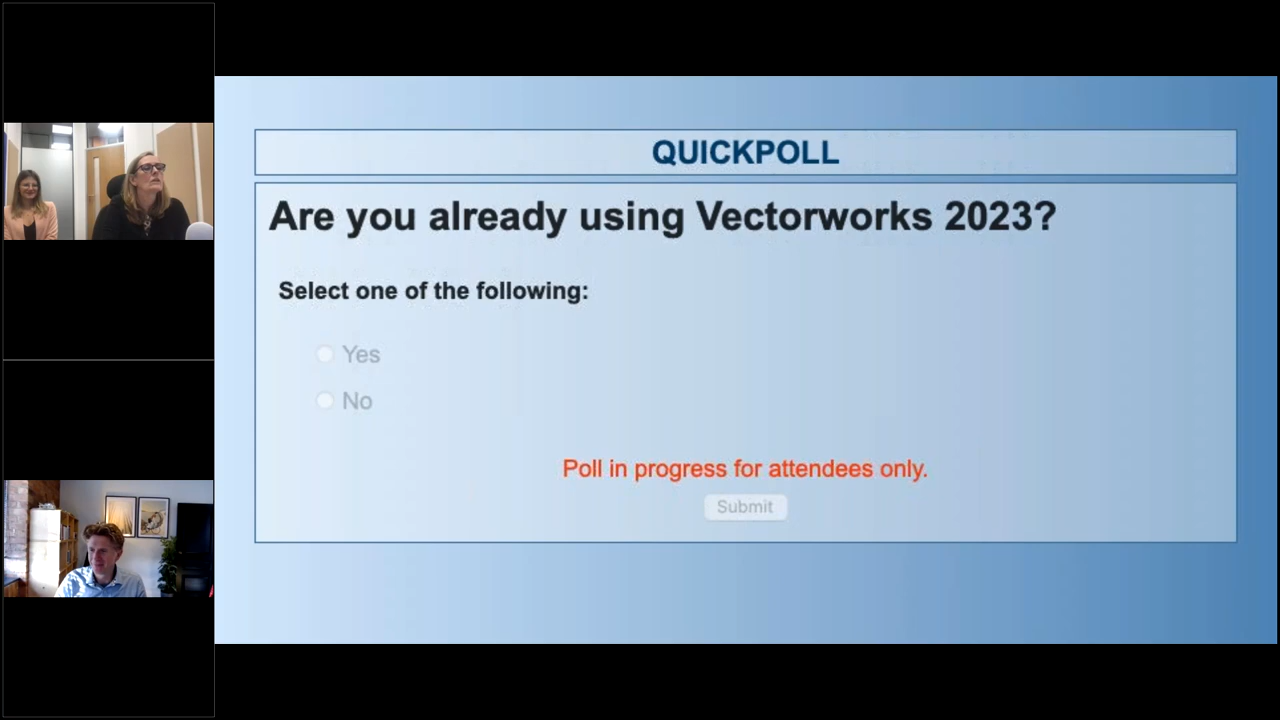 QUICKPOLL
Are you already using Vectorworks 2023?
Select one of the following:
Yes
No
Poll in progress for attendees only.
Submit